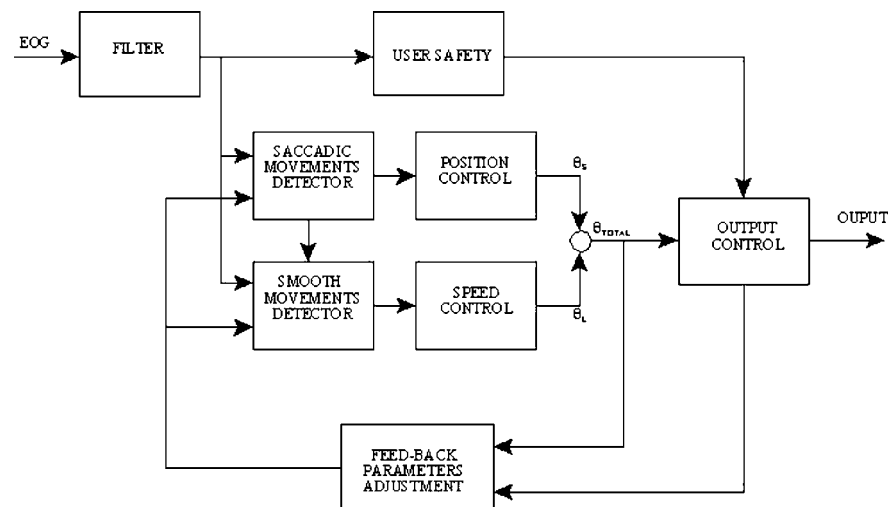 EOG
FILTER
USER SAFETY
SACCADIC
MOVEMENTS
DETECTOR
POSITION
CONTROL
θS
θTOTAL
OUTPUT
CONTROL
OUPUT
SMOOTH
MOVEMENTS
DETECTOR
SPEED
CONTROL
θL
FEED-BACK
PARAMETERS
ADJUSTMENT